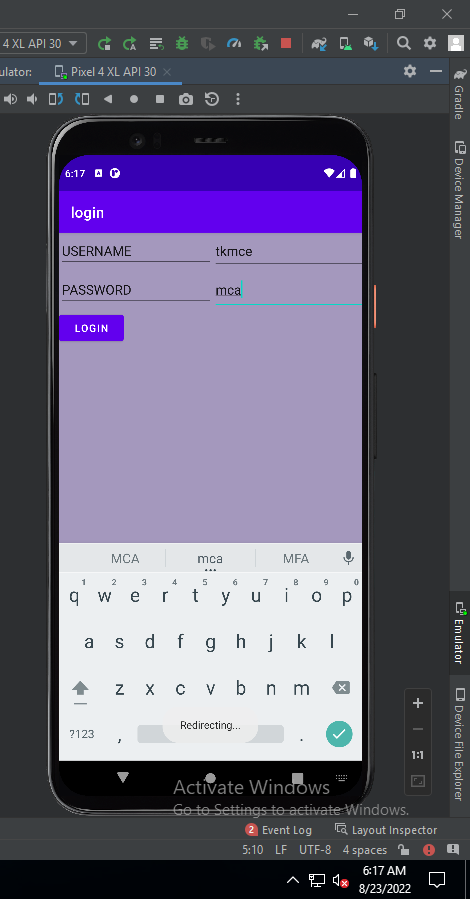 4 XL API 30
ulator:
Pixel 4 XL API 30
Gradle
Device Manager
6:17
login
USERNAME
tkmce
PASSWORD
mca
LOGIN
MCA
mca
MFA
1 2 3 4 5 6 7 8 9 0
q w e r t y u i o p
a s d f g h j k l
z x c v b n m
?123 , .
Redirecting...
Emulator
Device File Explorer
1:1
Activate Windows
Go to Settings to activate Windows.
2 Event Log
Layout Inspector
5:10 LF UTF-8 4 spaces
6:17 AM
8/23/2022